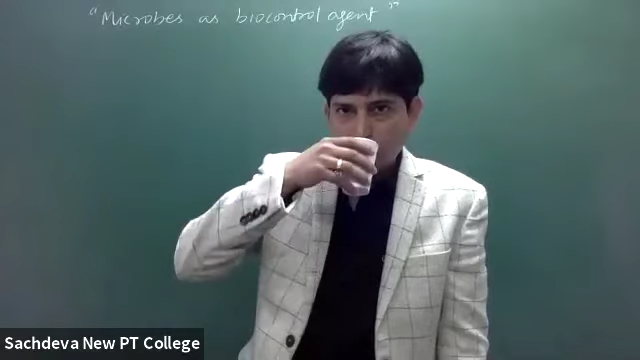 "Microbes as biocontrol agent"
Sachdeva New PT College